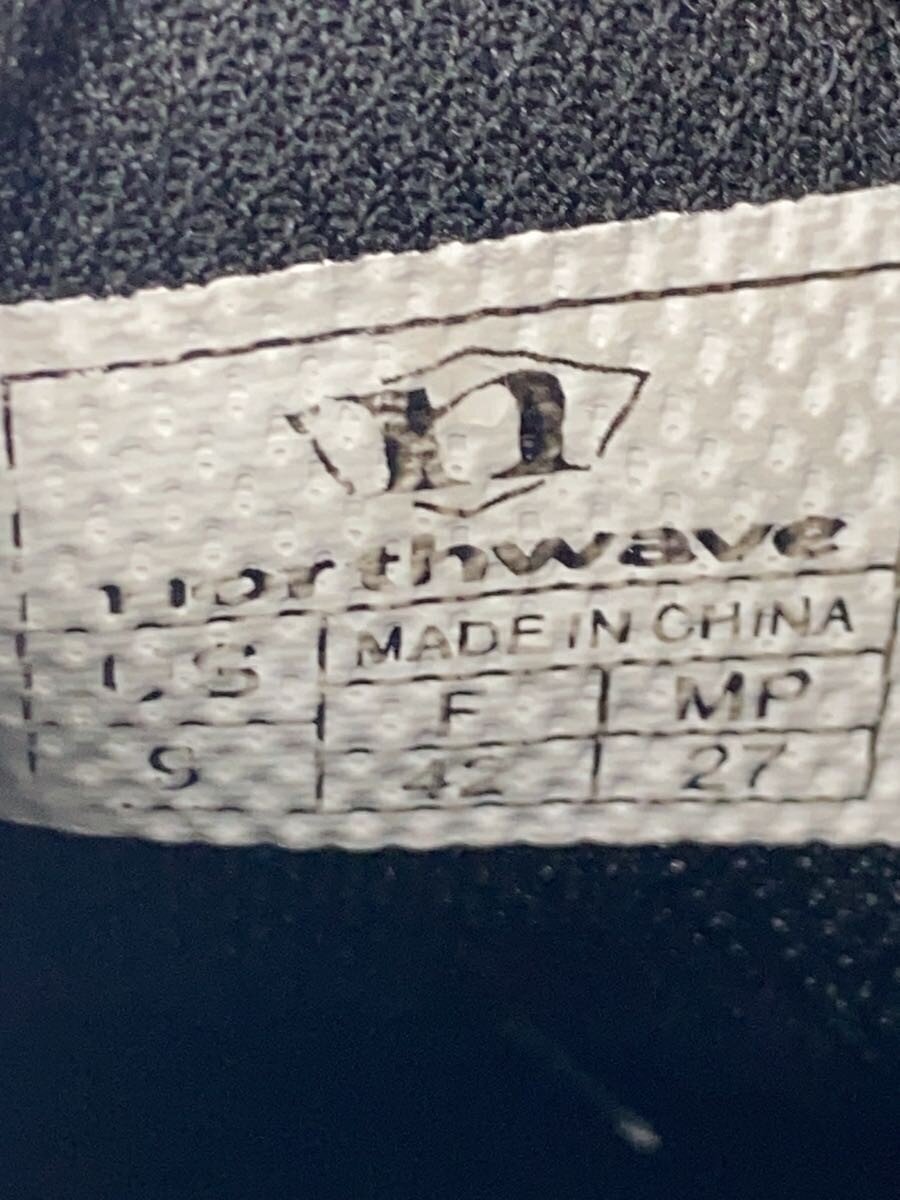 n
northwave
US MADE IN CHINA
F MP
9 42 27